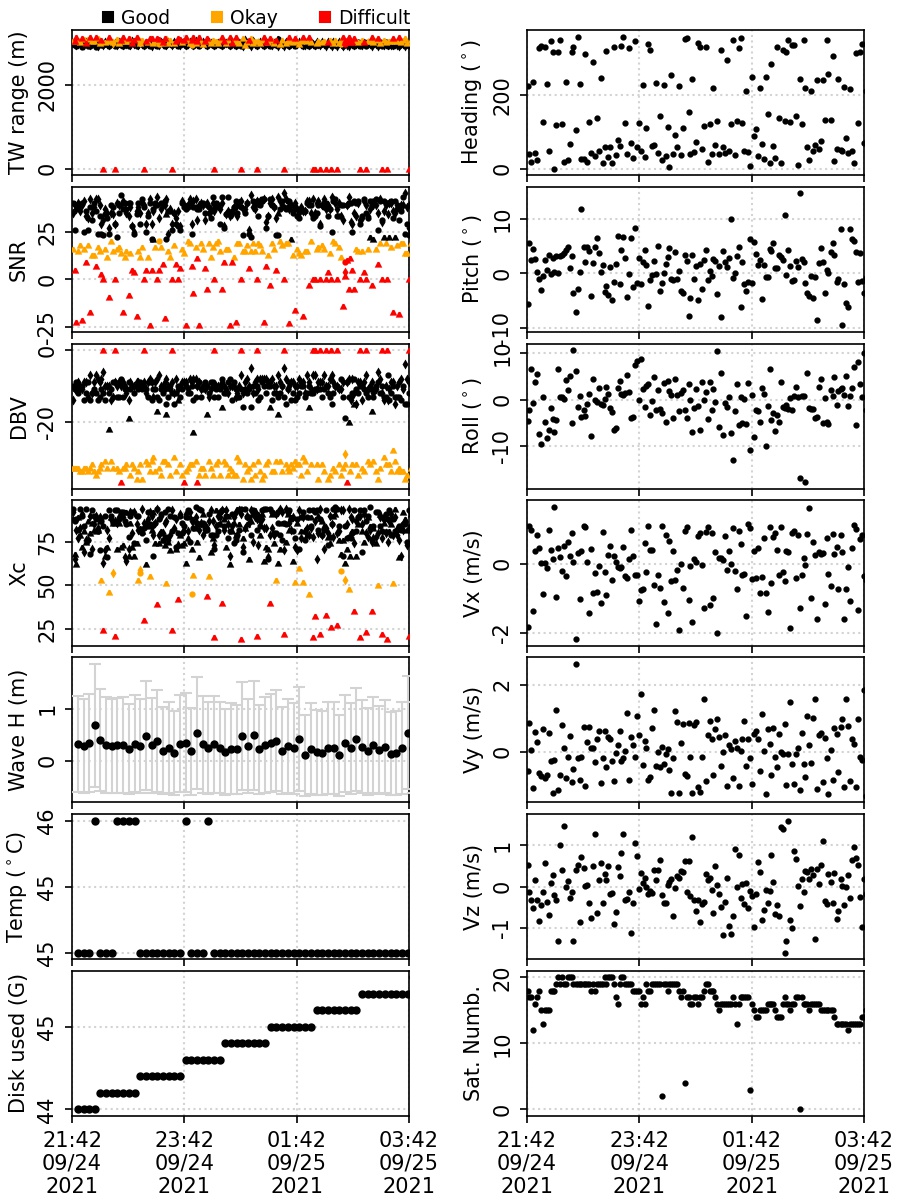 Good Okay Difficult
TW range (m)
2000
0
SNR
25
0
-25
DBV
0
-20
Xc
75
50
25
Wave H (m)
1
0
Temp (°C)
46
45
45
Disk used (G)
45
44
21:42 23:42 01:42 03:42
09/24 09/24 09/25 09/25
2021 2021 2021 2021
Heading (°)
200
0
Pitch (°)
10
0
-10
Roll (°)
10
0
-10
Vx (m/s)
0
-2
Vy (m/s)
2
0
Vz (m/s)
1
0
-1
Sat. Numb.
20
10
0
21:42 23:42 01:42 03:42
09/24 09/24 09/25 09/25
2021 2021 2021 2021